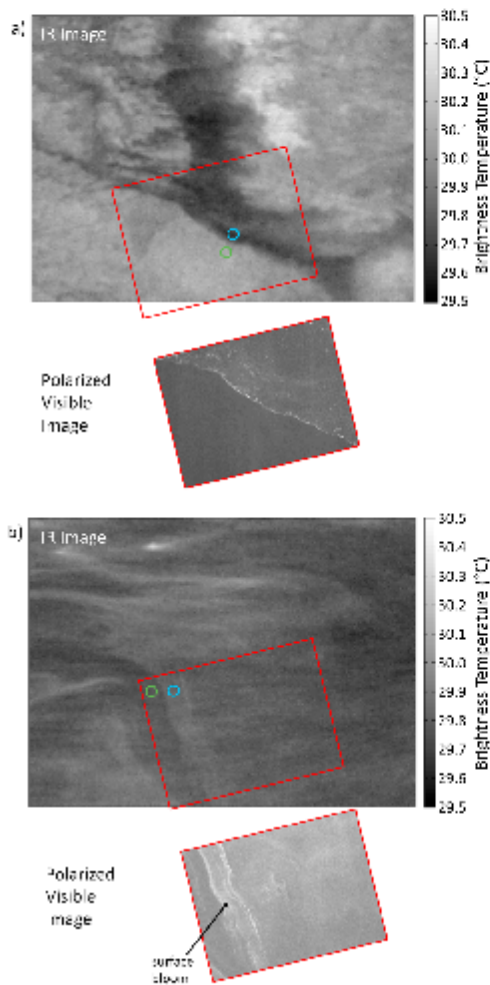 a)
IR Image
30.5
30.4
30.3
30.2
30.1
30.0
29.9
29.8
29.7
29.6
29.5
Brightness Temperature (°C)
Polarized
Visible
Image
b)
IR Image
30.5
30.4
30.3
30.2
30.1
30.0
29.9
29.8
29.7
29.6
29.5
Brightness Temperature (°C)
Polarized
Visible
Image
surface
bloom